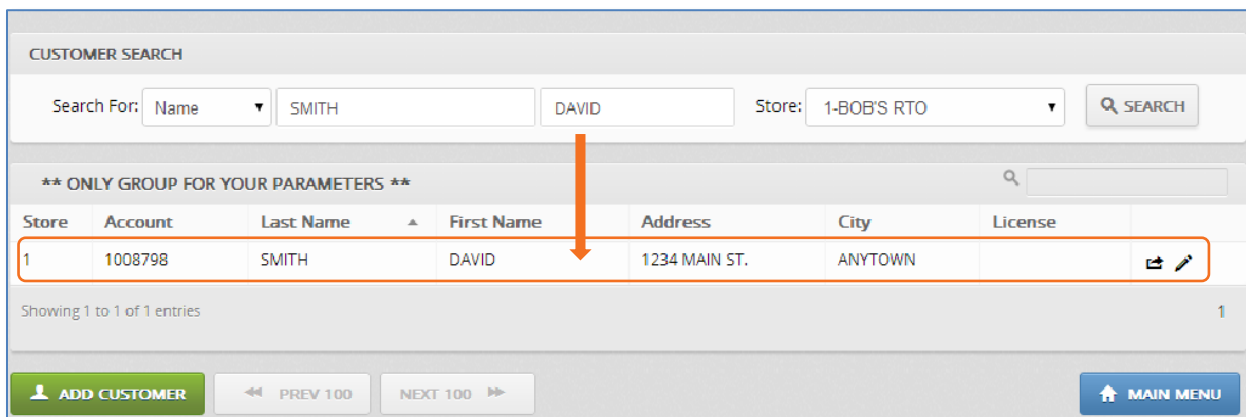 CUSTOMER SEARCH
Search For: Name SMITH DAVID Store: 1-BOB'S RTO SEARCH
** ONLY GROUP FOR YOUR PARAMETERS **
Store Account Last Name First Name Address City License
1 1008798 SMITH DAVID 1234 MAIN ST. ANYTOWN
Showing 1 to 1 of 1 entries 1
ADD CUSTOMER PREV 100 NEXT 100 MAIN MENU